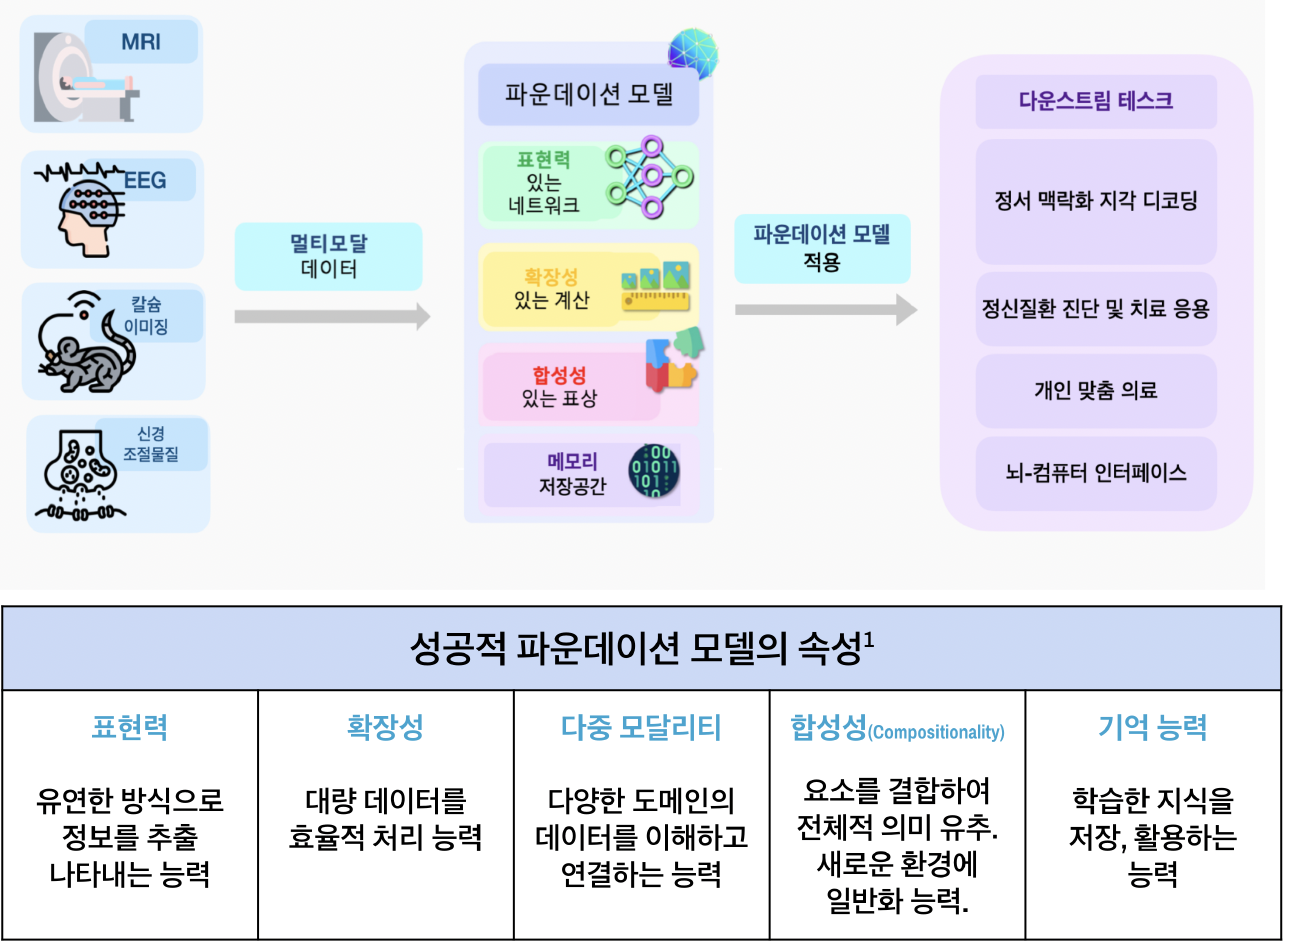 MRI
EEG
칼슘
이미징
신경
조절물질
멀티모달
데이터
파운데이션 모델
표현력
있는
네트워크
확장성
있는 계산
합성성
있는 표상
메모리
저장공간
파운데이션 모델
적용
다운스트림 테스크
정서 맥락화 지각 디코딩
정신질환 진단 및 치료 응용
개인 맞춤 의료
뇌-컴퓨터 인터페이스
성공적 파운데이션 모델의 속성¹
표현력
유연한 방식으로
정보를 추출
나타내는 능력
확장성
대량 데이터를
효율적 처리 능력
다중 모달리티
다양한 도메인의
데이터를 이해하고
연결하는 능력
합성성(Compositionality)
요소를 결합하여
전체적 의미 유추.
새로운 환경에
일반화 능력.
기억 능력
학습한 지식을
저장, 활용하는
능력